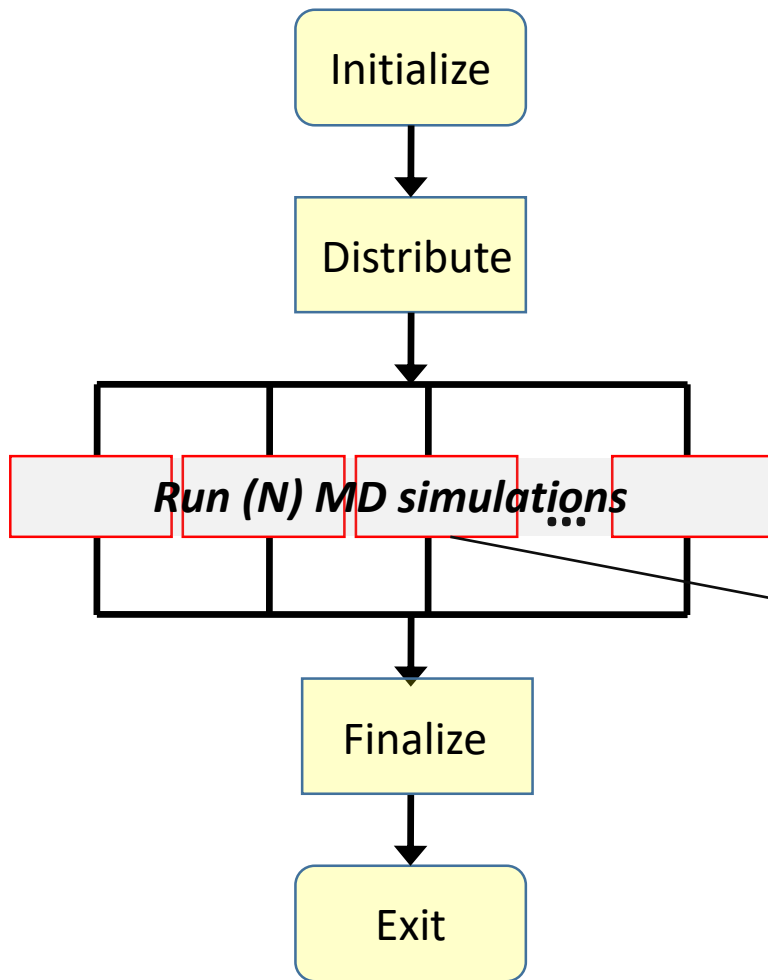 Initialize
Distribute
Run (N) MD simulations
...
Finalize
Exit